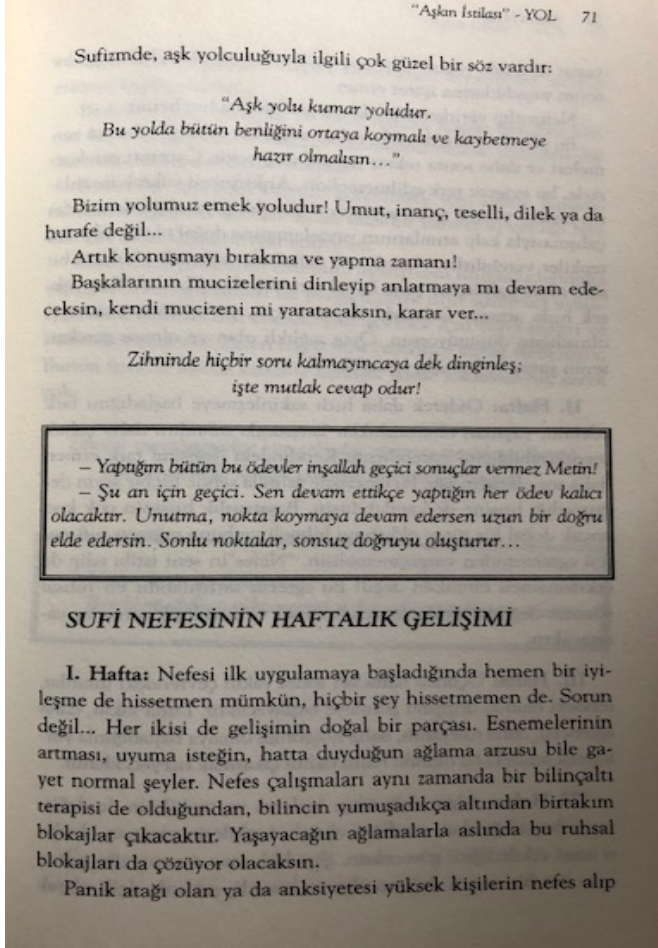 "Aşkın İstilası" - YOL 71
Sufizmde, aşk yolculuğuyla ilgili çok güzel bir söz vardır:
"Aşk yolu kumar yoludur.
Bu yolda bütün benliğini ortaya koymalı ve kaybetmeye
hazır olmalısın..."
Bizim yolumuz emek yoludur! Umut, inanç, teselli, dilek ya da
hurafe değil...
Artık konuşmayı bırakma ve yapma zamanı!
Başkalarının mucizelerini dinleyip anlatmaya mı devam ede-
ceksin, kendi mucizeni mi yaratacaksın, karar ver...
Zihninde hiçbir soru kalmayıncaya dek dinginleş;
işte mutlak cevap odur!
– Yaptığım bütün bu ödevler inşallah geçici sonuçlar vermez Metin!
– Şu an için geçici. Sen devam ettikçe yaptığın her ödev kalıcı
olacaktır. Unutma, nokta koymaya devam edersen uzun bir doğru
elde edersin. Sonlu noktalar, sonsuz doğruyu oluşturur...
SUFİ NEFESİNİN HAFTALIK GELİŞİMİ
I. Hafta: Nefesi ilk uygulamaya başladığında hemen bir iyi-
leşme de hissetmen mümkün, hiçbir şey hissetmemen de. Sorun
değil... Her ikisi de gelişimin doğal bir parçası. Esnemelerinin
artması, uyuma isteğin, hatta duyduğun ağlama arzusu bile ga-
yet normal şeyler. Nefes çalışmaları aynı zamanda bir bilinçaltı
terapisi de olduğundan, bilincin yumuşadıkça altından birtakım
blokajlar çıkacaktır. Yaşayacağın ağlamalarla aslında bu ruhsal
blokajları da çözüyor olacaksın.
Panik atağı olan ya da anksiyetesi yüksek kişilerin nefes alıp